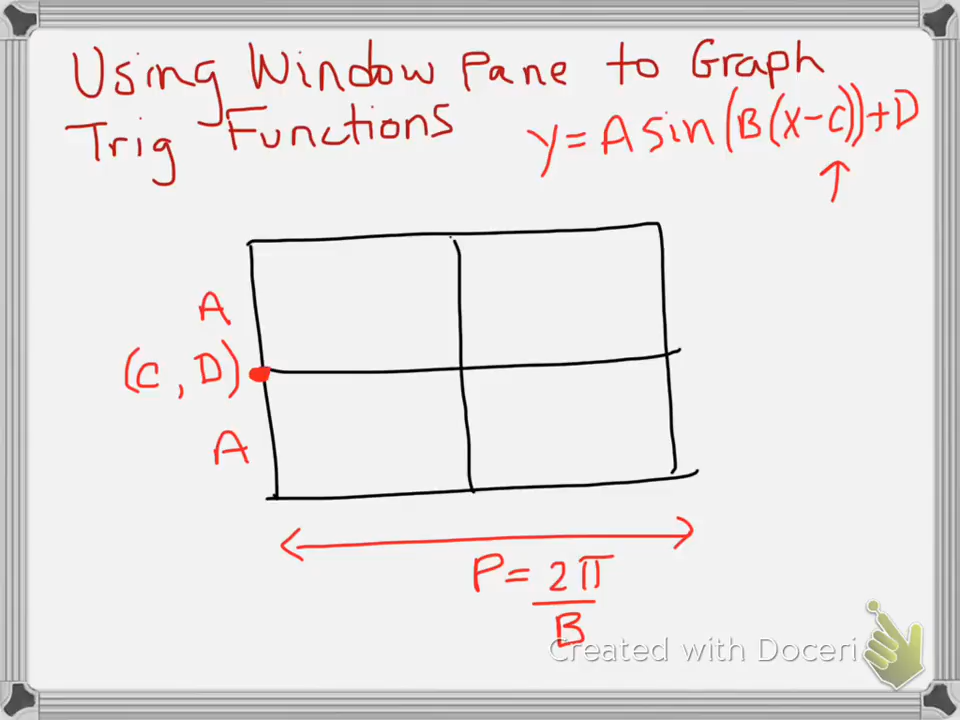 Using Window Pane to Graph
Trig Functions
y = A sin(B(x-c))+D
A
(C, D)
A
P = 2π
B
Created with Doceri